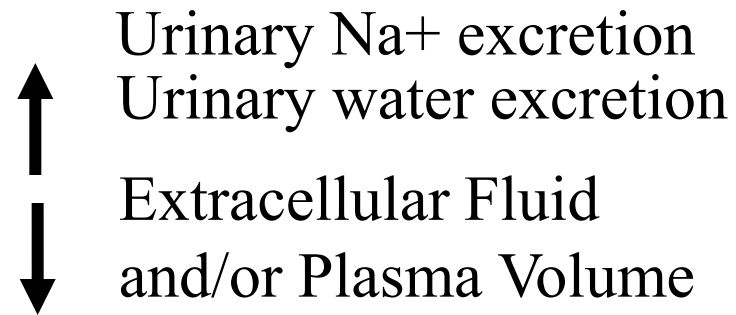 Urinary Na+ excretion
Urinary water excretion
Extracellular Fluid
and/or Plasma Volume